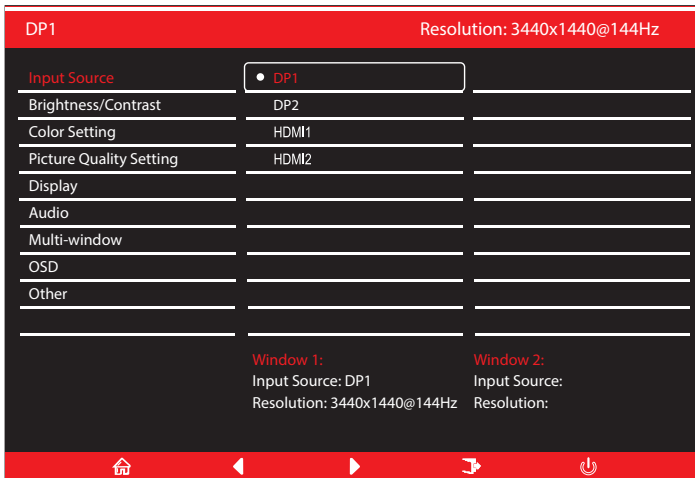 DP1 Resolution: 3440x1440@144Hz
Input Source DP1
Brightness/Contrast DP2
Color Setting HDMI1
Picture Quality Setting HDMI2
Display
Audio
Multi-window
OSD
Other
Window 1: Window 2:
Input Source: DP1 Input Source:
Resolution: 3440x1440@144Hz Resolution: